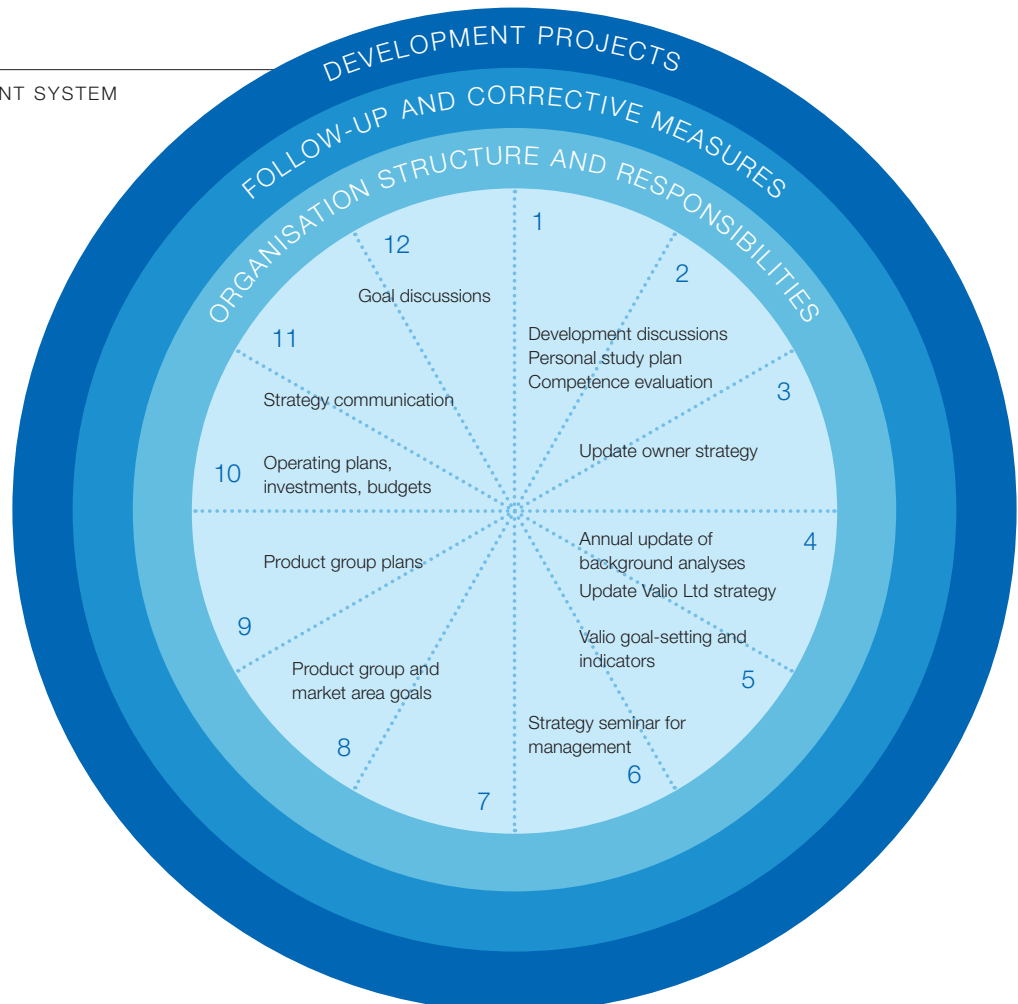 DEVELOPMENT PROJECTS
NT SYSTEM
FOLLOW-UP AND CORRECTIVE MEASURES
ORGANISATION STRUCTURE AND RESPONSIBILITIES
1
2
Development discussions
Personal study plan
Competence evaluation
3
Update owner strategy
4
Annual update of
background analyses
Update Valio Ltd strategy
Valio goal-setting and
indicators
5
Strategy seminar for
management
6
7
8
Product group and
market area goals
9
Product group plans
10
Operating plans,
investments, budgets
11
Strategy communication
12
Goal discussions